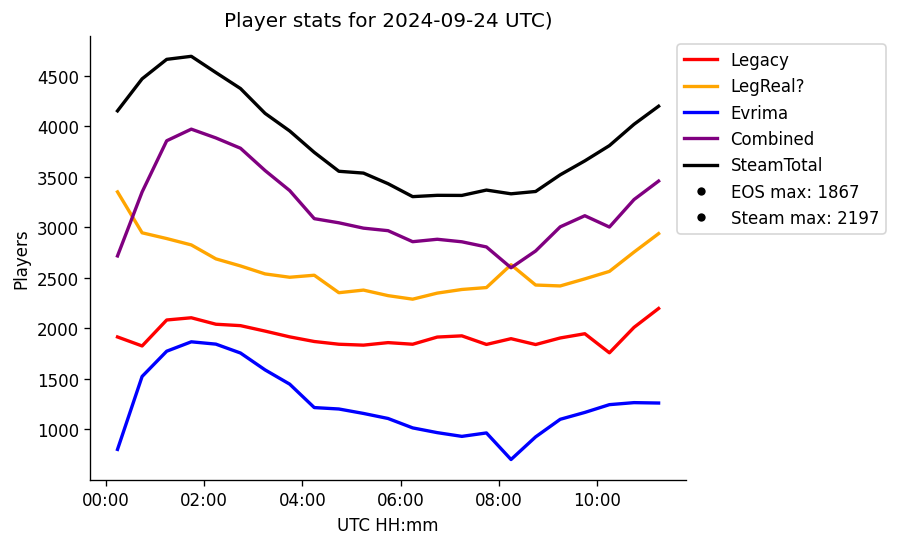 Player stats for 2024-09-24 UTC)
Legacy
LegReal?
Evrima
Combined
SteamTotal
EOS max: 1867
Steam max: 2197
Players
4500
4000
3500
3000
2500
2000
1500
1000
00:00 02:00 04:00 06:00 08:00 10:00
UTC HH:mm